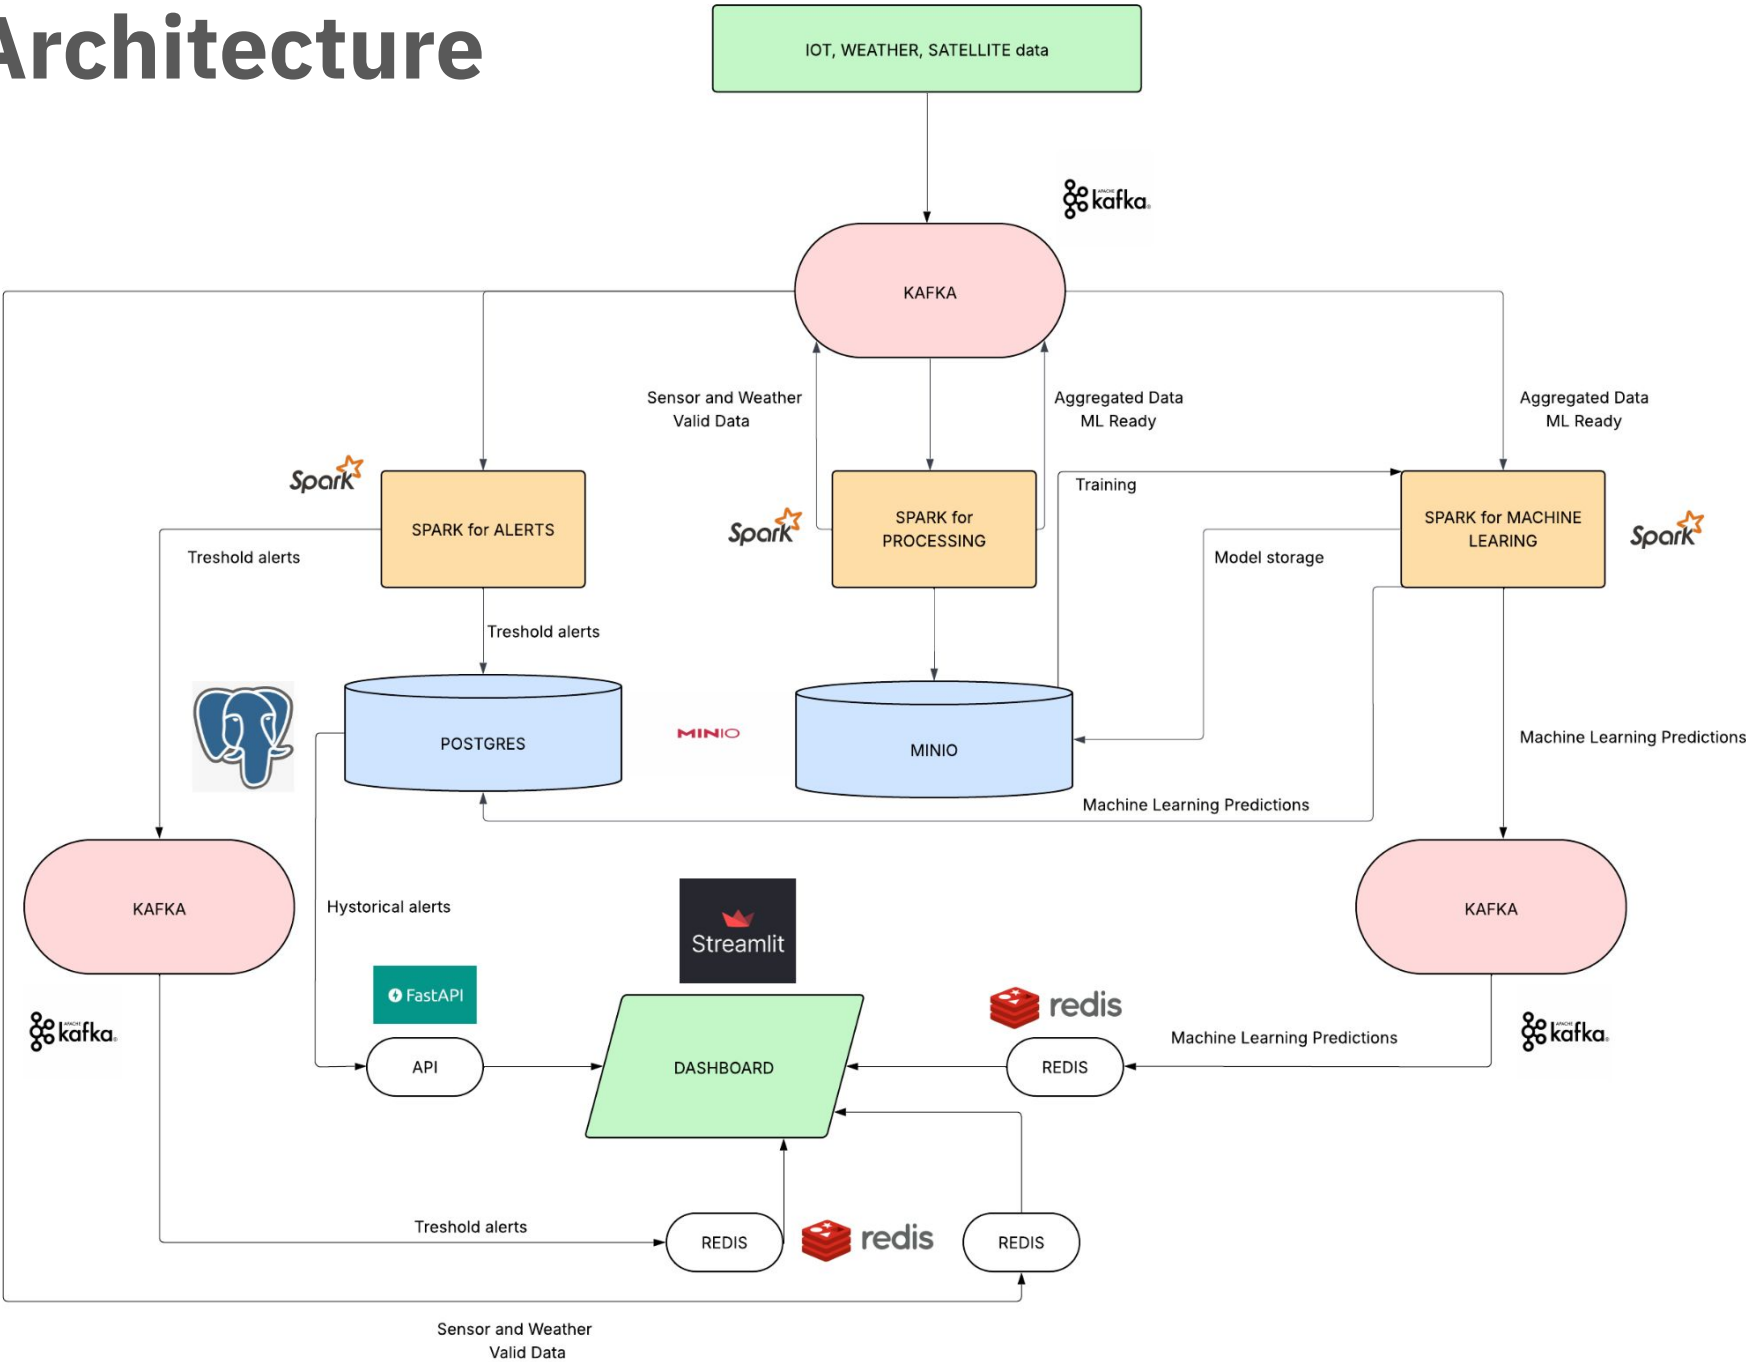 Architecture
IOT, WEATHER, SATELLITE data
APACHE
kafka
KAFKA
Sensor and Weather
Valid Data
Aggregated Data
ML Ready
Aggregated Data
ML Ready
Spark
SPARK for ALERTS
Spark
SPARK for
PROCESSING
Training
SPARK for MACHINE
LEARING
Spark
Treshold alerts
Model storage
Treshold alerts
POSTGRES
MINIO
MINIO
Machine Learning Predictions
Machine Learning Predictions
KAFKA
Hystorical alerts
Streamlit
KAFKA
FastAPI
redis
APACHE
kafka
Machine Learning Predictions
APACHE
kafka
API
DASHBOARD
REDIS
Treshold alerts
REDIS
redis
REDIS
Sensor and Weather
Valid Data